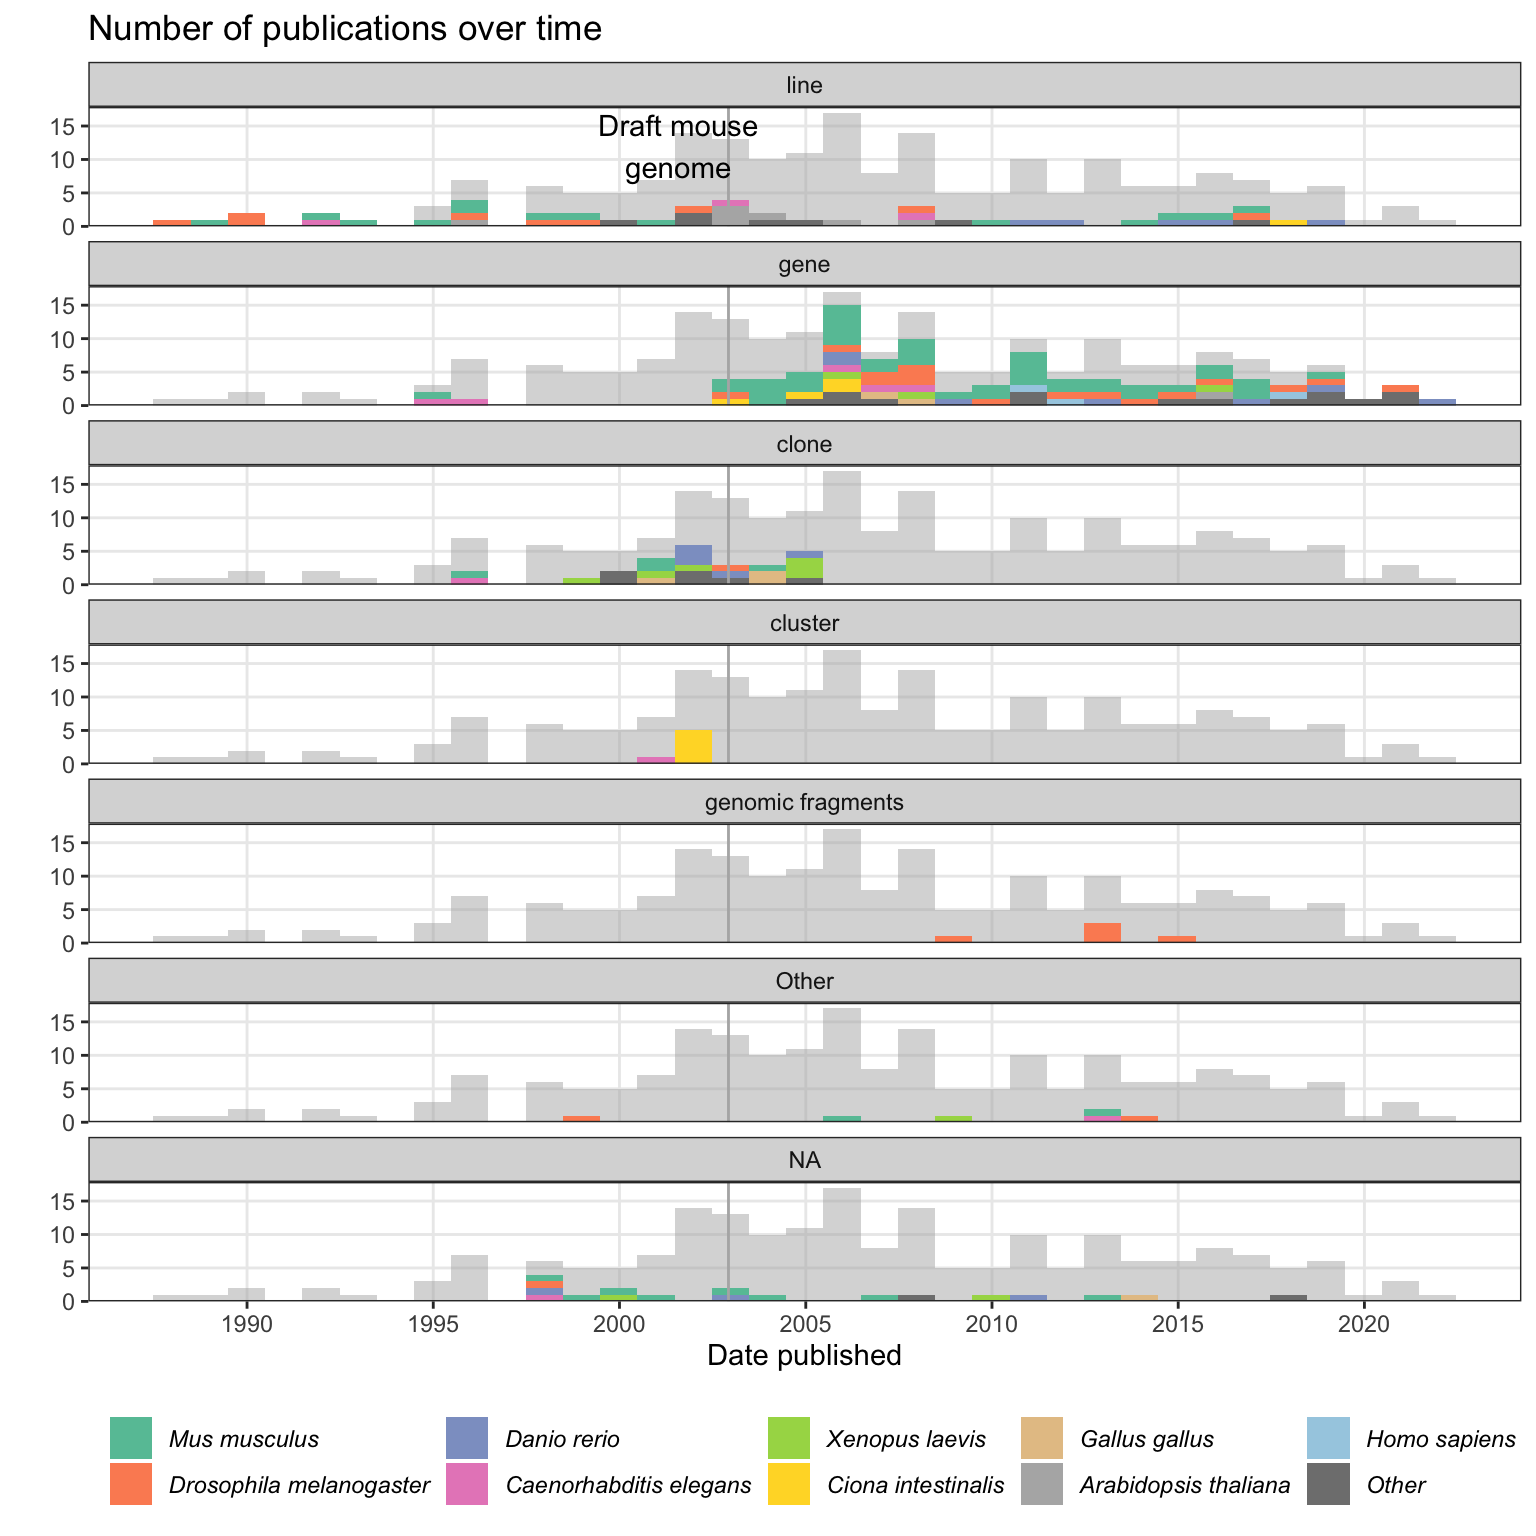 Number of publications over time
line
15
10
5
0
Draft mouse
genome
gene
15
10
5
0
clone
15
10
5
0
cluster
15
10
5
0
genomic fragments
15
10
5
0
Other
15
10
5
0
NA
15
10
5
0
1990 1995 2000 2005 2010 2015 2020
Date published
Mus musculus Danio rerio Xenopus laevis Gallus gallus Homo sapiens
Drosophila melanogaster Caenorhabditis elegans Ciona intestinalis Arabidopsis thaliana Other